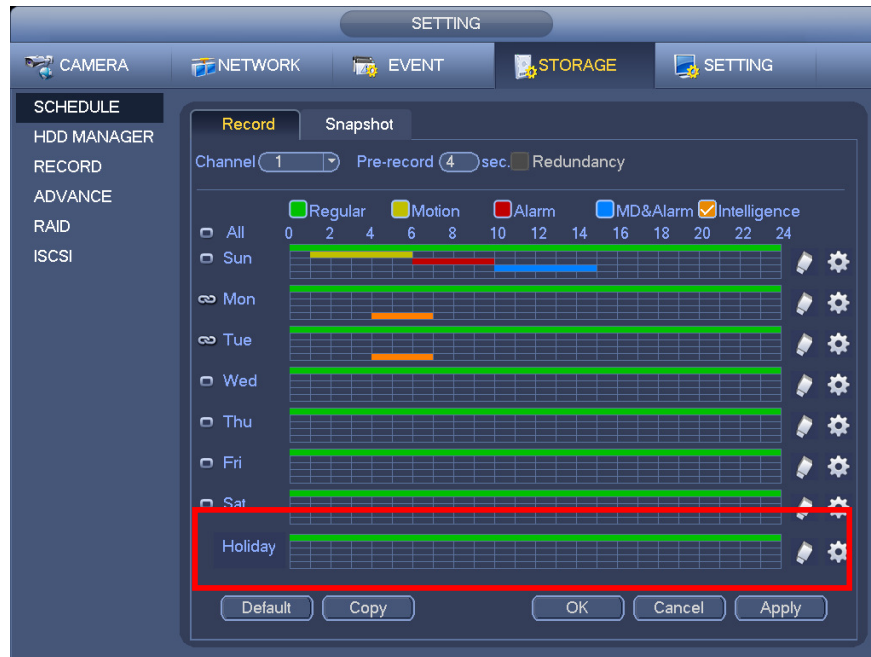 SETTING
CAMERA NETWORK EVENT STORAGE SETTING
SCHEDULE
HDD MANAGER
RECORD
ADVANCE
RAID
ISCSI
Record Snapshot
Channel 1 Pre-record 4 sec. Redundancy
Regular Motion Alarm MD&Alarm Intelligence
All 0 2 4 6 8 10 12 14 16 18 20 22 24
Sun
Mon
Tue
Wed
Thu
Fri
Sat
Holiday
Default Copy OK Cancel Apply